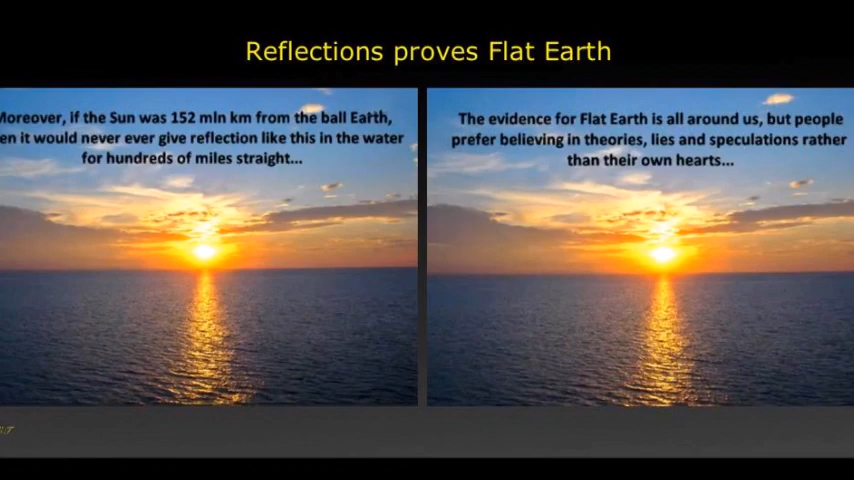 Reflections proves Flat Earth
Moreover, if the Sun was 152 mln km from the ball Earth,
en it would never ever give reflection like this in the water
for hundreds of miles straight...
The evidence for Flat Earth is all around us, but people
prefer believing in theories, lies and speculations rather
than their own hearts...